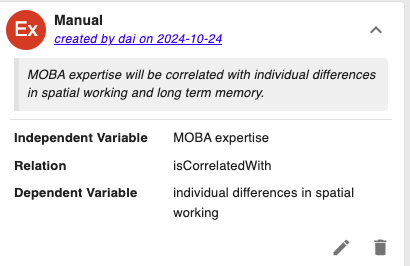 Ex
Manual
created by dai on 2024-10-24
MOBA expertise will be correlated with individual differences
in spatial working and long term memory.
Independent Variable MOBA expertise
Relation isCorrelatedWith
Dependent Variable individual differences in spatial
working